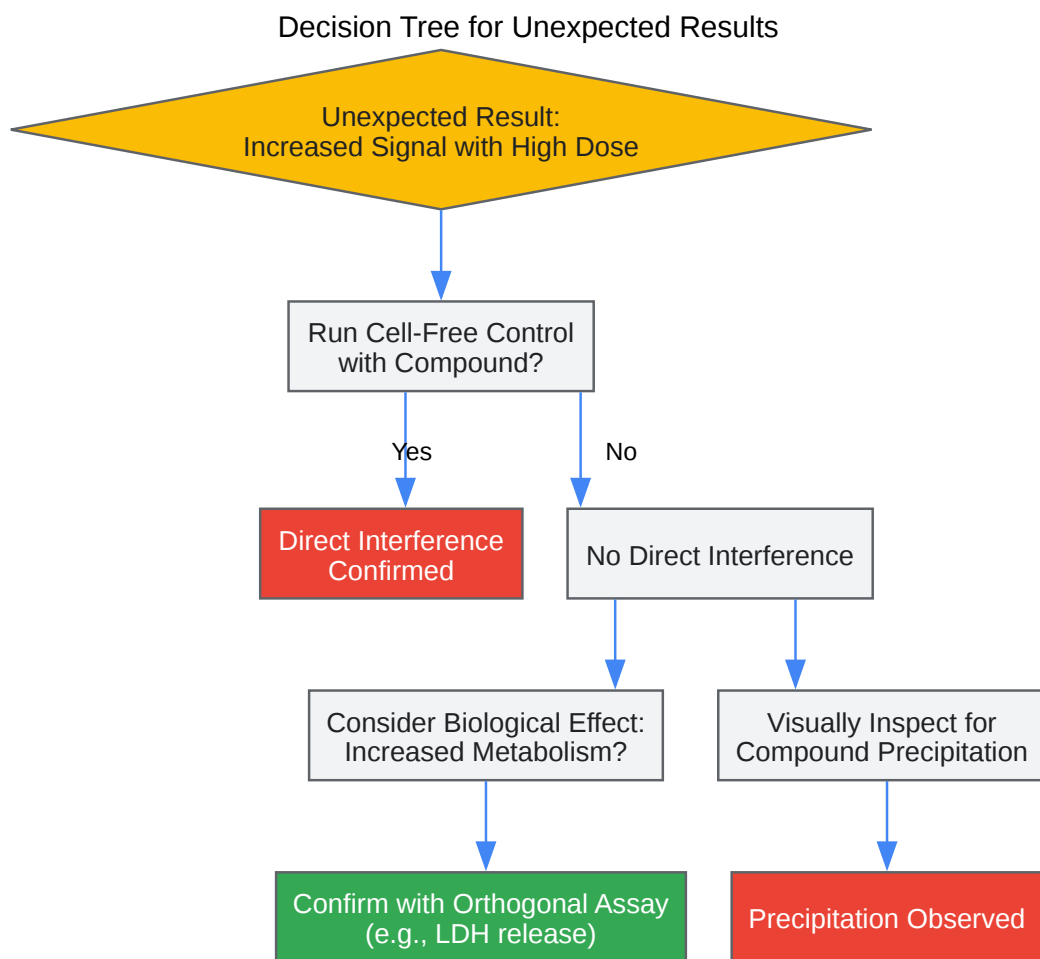 Decision Tree for Unexpected Results
Unexpected Result:
Increased Signal with High Dose
Run Cell-Free Control
with Compound?
Yes
No
Direct Interference
Confirmed
No Direct Interference
Consider Biological Effect:
Increased Metabolism?
Visually Inspect for
Compound Precipitation
Confirm with Orthogonal Assay
(e.g., LDH release)
Precipitation Observed